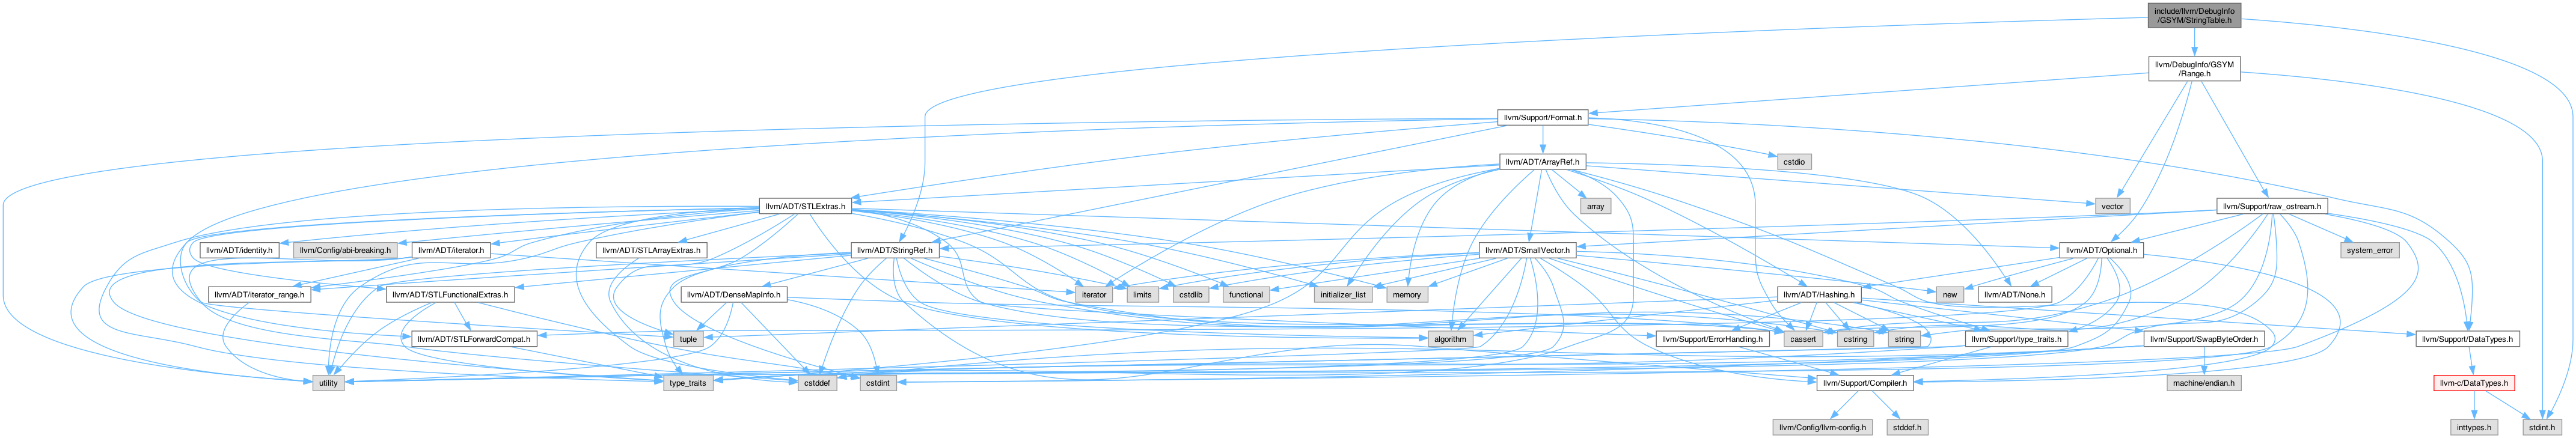 include/llvm/DebugInfo
/GSYM/StringTable.h
llvm/DebugInfo/GSYM
/Range.h
llvm/Support/Format.h
llvm/ADT/ArrayRef.h
cstdio
llvm/ADT/STLExtras.h
array
vector
llvm/Support/raw_ostream.h
llvm/ADT/identity.h
llvm/Config/abi-breaking.h
llvm/ADT/iterator.h
llvm/ADT/STLArrayExtras.h
llvm/ADT/StringRef.h
llvm/ADT/SmallVector.h
llvm/ADT/Optional.h
system_error
llvm/ADT/iterator_range.h
llvm/ADT/STLFunctionalExtras.h
llvm/ADT/DenseMapInfo.h
iterator
limits
cstdlib
functional
initializer_list
memory
llvm/ADT/Hashing.h
new
llvm/ADT/None.h
llvm/ADT/STLForwardCompat.h
tuple
algorithm
llvm/Support/ErrorHandling.h
cassert
cstring
string
llvm/Support/type_traits.h
llvm/Support/SwapByteOrder.h
llvm/Support/DataTypes.h
utility
type_traits
cstddef
cstdint
llvm/Support/Compiler.h
machine/endian.h
llvm-c/DataTypes.h
llvm/Config/llvm-config.h
stddef.h
inttypes.h
stdint.h